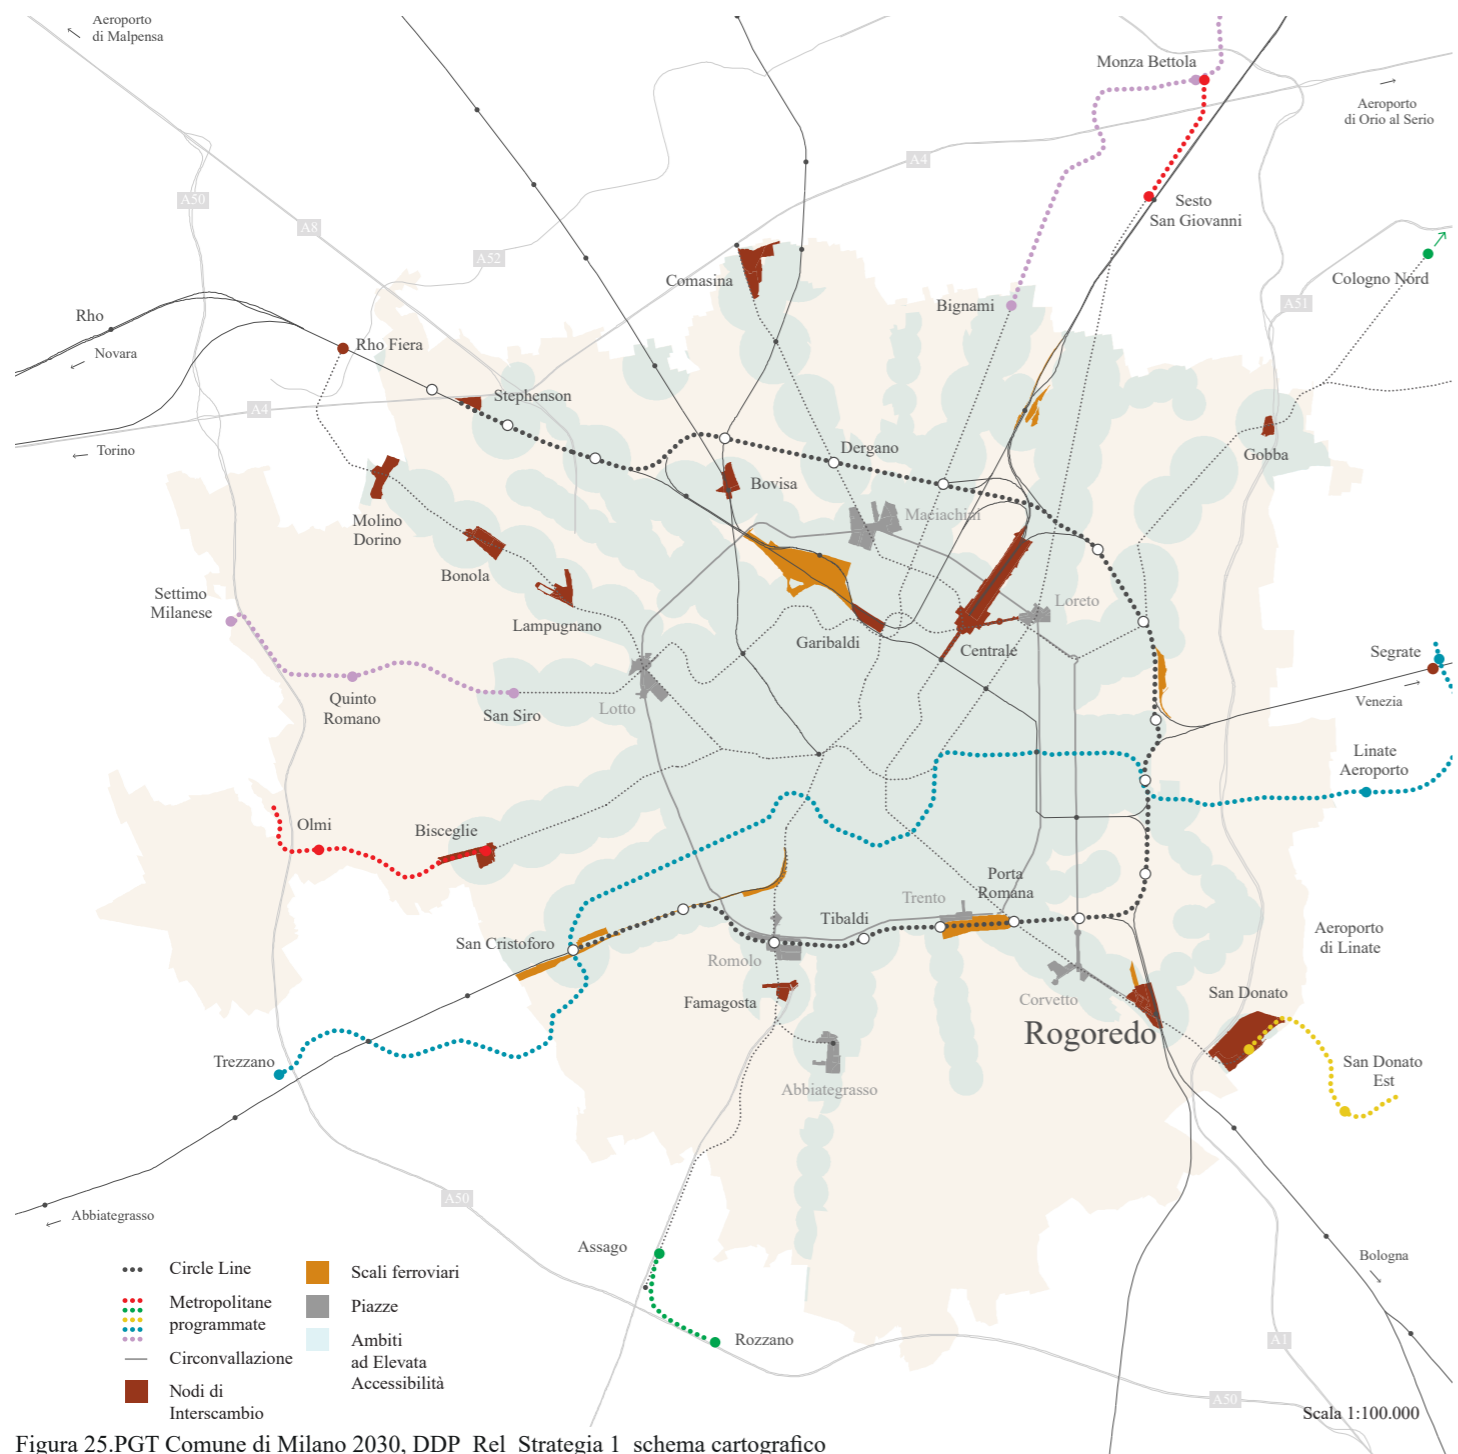 Aeroporto
di Malpensa
Monza Bettola
Aeroporto
di Orio al Serio
A4
A50
Sesto
San Giovanni
A8
A52
Comasina
Cologno Nord
Bignami
A51
Rho
Novara
Rho Fiera
Stephenson
A4
Torino
Dergano
Gobba
Bovisa
Molino
Dorino
Maciachini
Bonola
Settimo
Milanese
Loreto
Lampugnano
Garibaldi
Centrale
Segrate
Quinto
Romano
San Siro
Lotto
Venezia
Linate
Aeroporto
Olmi
Bisceglie
Porta
Romana
Trento
Tibaldi
San Cristoforo
Romolo
Aeroporto
di Linate
Famagosta
Corvetto
San Donato
Rogoredo
Trezzano
San Donato
Est
Abbiategrasso
A50
Abbiategrasso
Assago
Bologna
Rozzano
A1
A50
Circle Line
Metropolitane
programmate
Circonvallazione
Nodi di
Interscambio
Scali ferroviari
Piazze
Ambiti
ad Elevata
Accessibilità
Scala 1:100.000
Figura 25.PGT Comune di Milano 2030, DDP_Rel_Strategia 1_schema cartografico